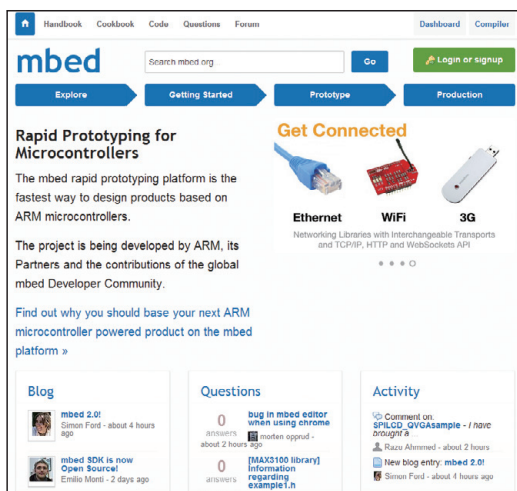 Handbook Cookbook Code Questions Forum Dashboard Compiler
mbed
Search mbed.org
Go
Login or signup
Explore Getting Started Prototype Production
Rapid Prototyping for
Microcontrollers
The mbed rapid prototyping platform is the
fastest way to design products based on
ARM microcontrollers.
The project is being developed by ARM, its
Partners and the contributions of the global
mbed Developer Community.
Find out why you should base your next ARM
microcontroller powered product on the mbed
platform »
Get Connected
Ethernet WiFi 3G
Networking Libraries with Interchangeable Transports
and TCP/IP, HTTP and WebSockets API
Blog
mbed 2.0!
Simon Ford - about 4 hours
ago
mbed SDK is now
Open Source!
Emilio Monti - 2 days ago
Questions
0
answers
bug in mbed editor
when using chrome
morten opprud -
about 2 hours ago
0
answers
[MAX3100 library]
Information
regarding
example1.h
Activity
Comment on:
SPILCD_QVGAsample - I have
brought a ...
Razu Ahmmed - about 2 hours
New blog entry: mbed 2.0!
Simon Ford - about 4 hours